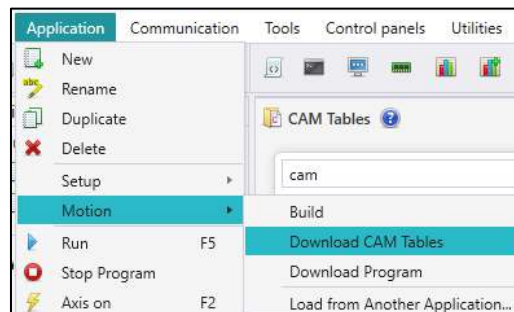 Application Communication Tools Control panels Utilities
New
abc Rename
Duplicate
CAM Tables
Delete
Setup
cam
Motion
Build
Run F5
Download CAM Tables
Stop Program
Download Program
Axis on F2
Load from Another Application...